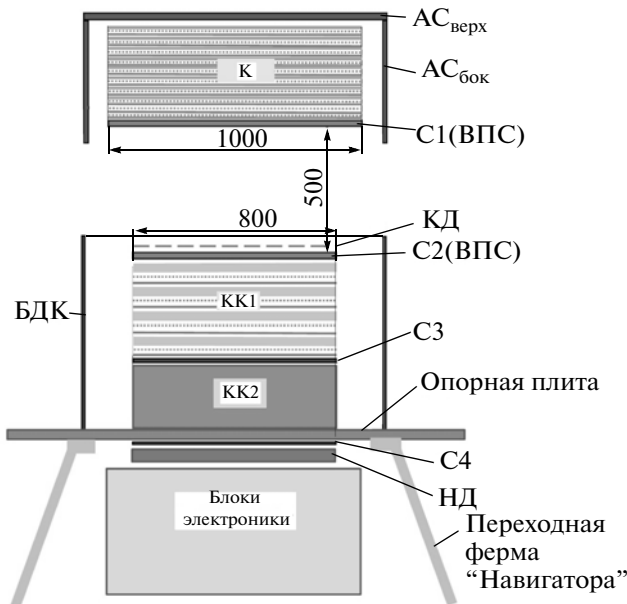 АСверх
К
АСбок
С1(ВПС)
1000
500
800
КД
С2(ВПС)
БДК
КК1
С3
КК2
Опорная плита
С4
НД
Блоки
электроники
Переходная
ферма
“Навигатора”